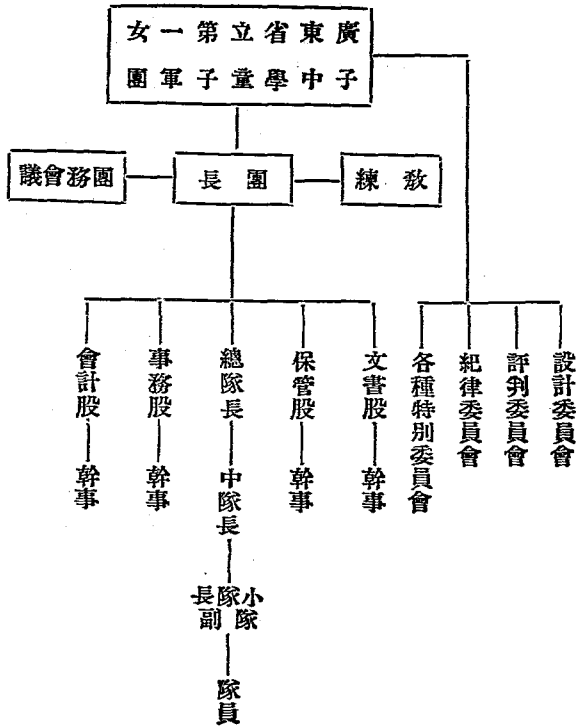 廣東省立第一女
子中學童子軍團
教練
團長
團務會議
設計委員會
評判委員會
紀律委員會
各種特別委員會
文書股
幹事
保管股
幹事
總隊長
中隊長
小隊長
隊副
隊員
事務股
幹事
會計股
幹事